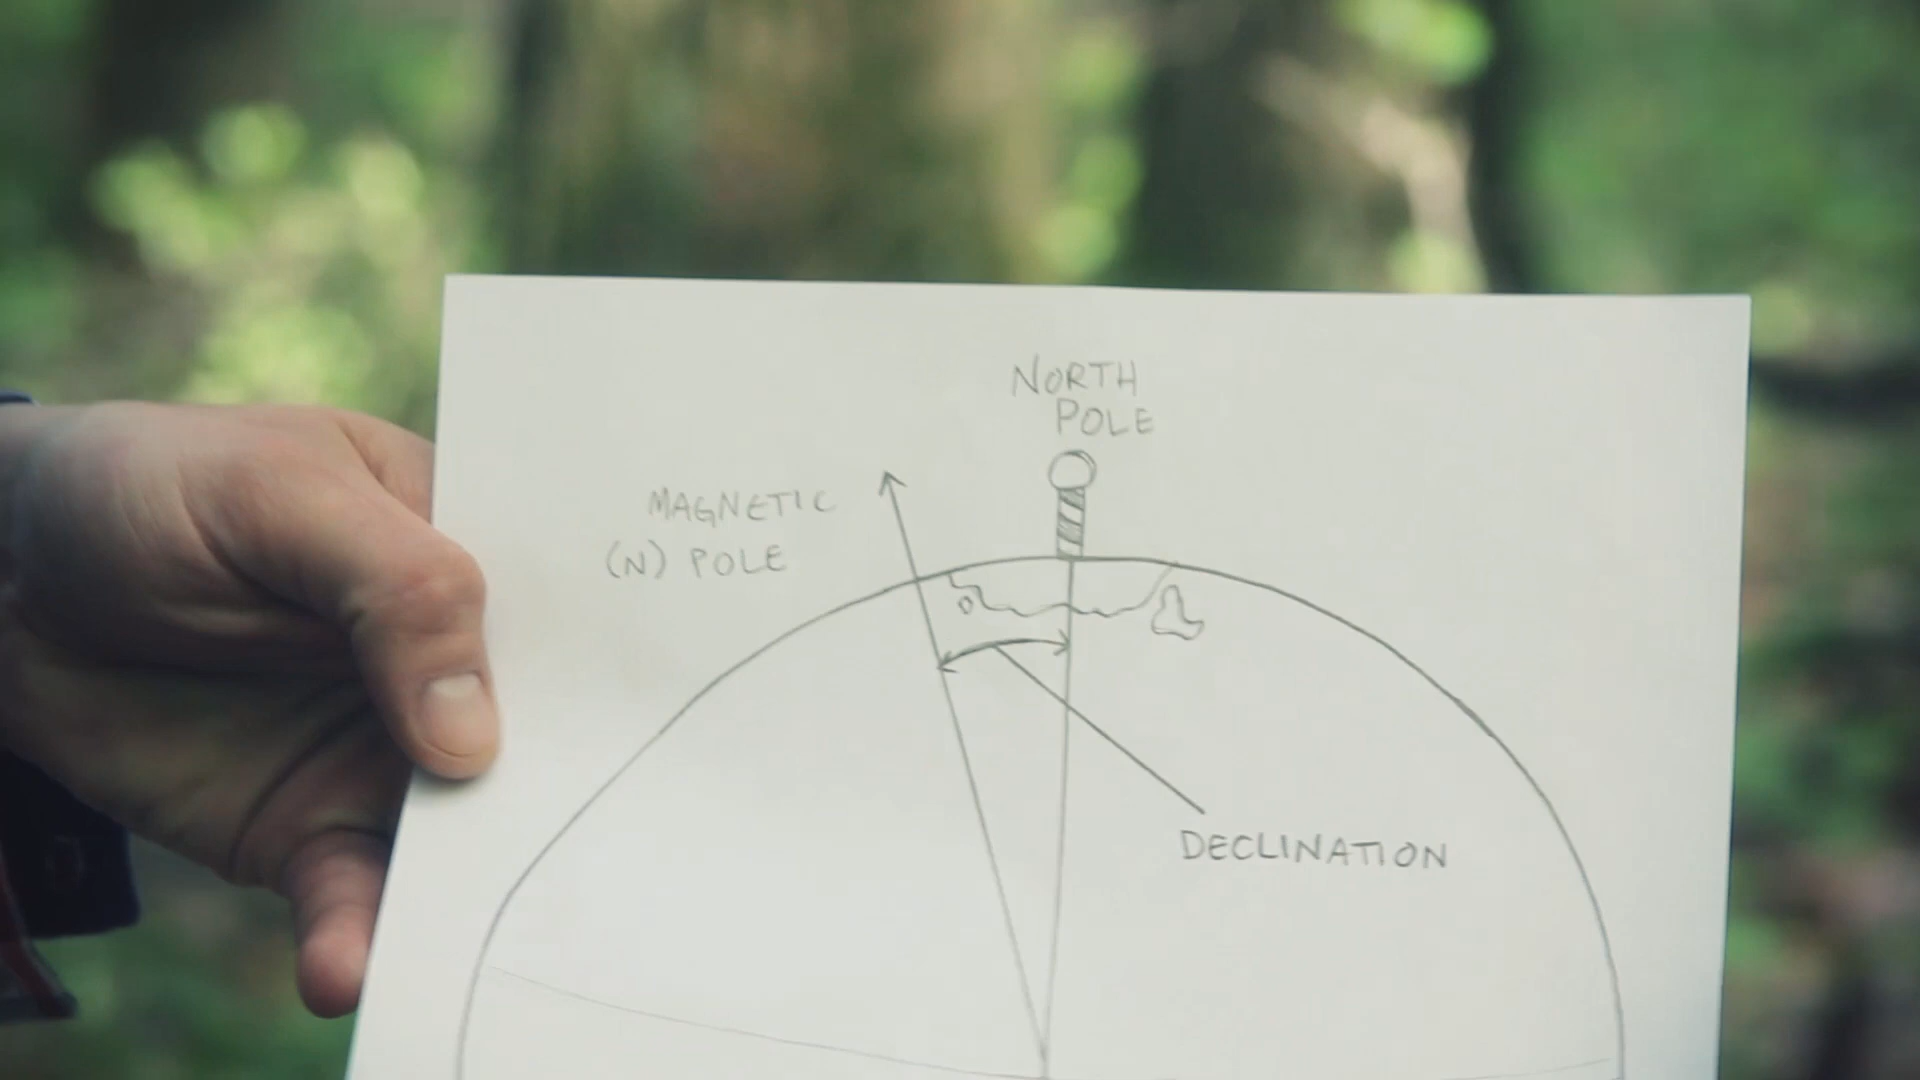 NORTH
POLE
MAGNETIC
(N) POLE
DECLINATION